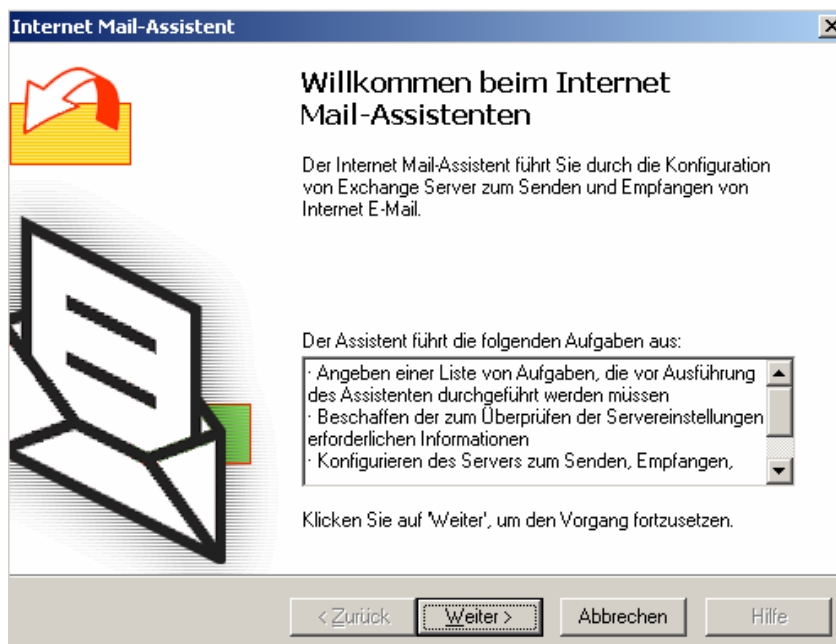 Internet Mail-Assistent
Willkommen beim Internet
Mail-Assistenten
Der Internet Mail-Assistent führt Sie durch die Konfiguration
von Exchange Server zum Senden und Empfangen von
Internet E-Mail.
Der Assistent führt die folgenden Aufgaben aus:
· Angeben einer Liste von Aufgaben, die vor Ausführung
des Assistenten durchgeführt werden müssen
· Beschaffen der zum Überprüfen der Servereinstellungen
erforderlichen Informationen
· Konfigurieren des Servers zum Senden, Empfangen,
Klicken Sie auf 'Weiter', um den Vorgang fortzusetzen.
< Zurück Weiter > Abbrechen Hilfe